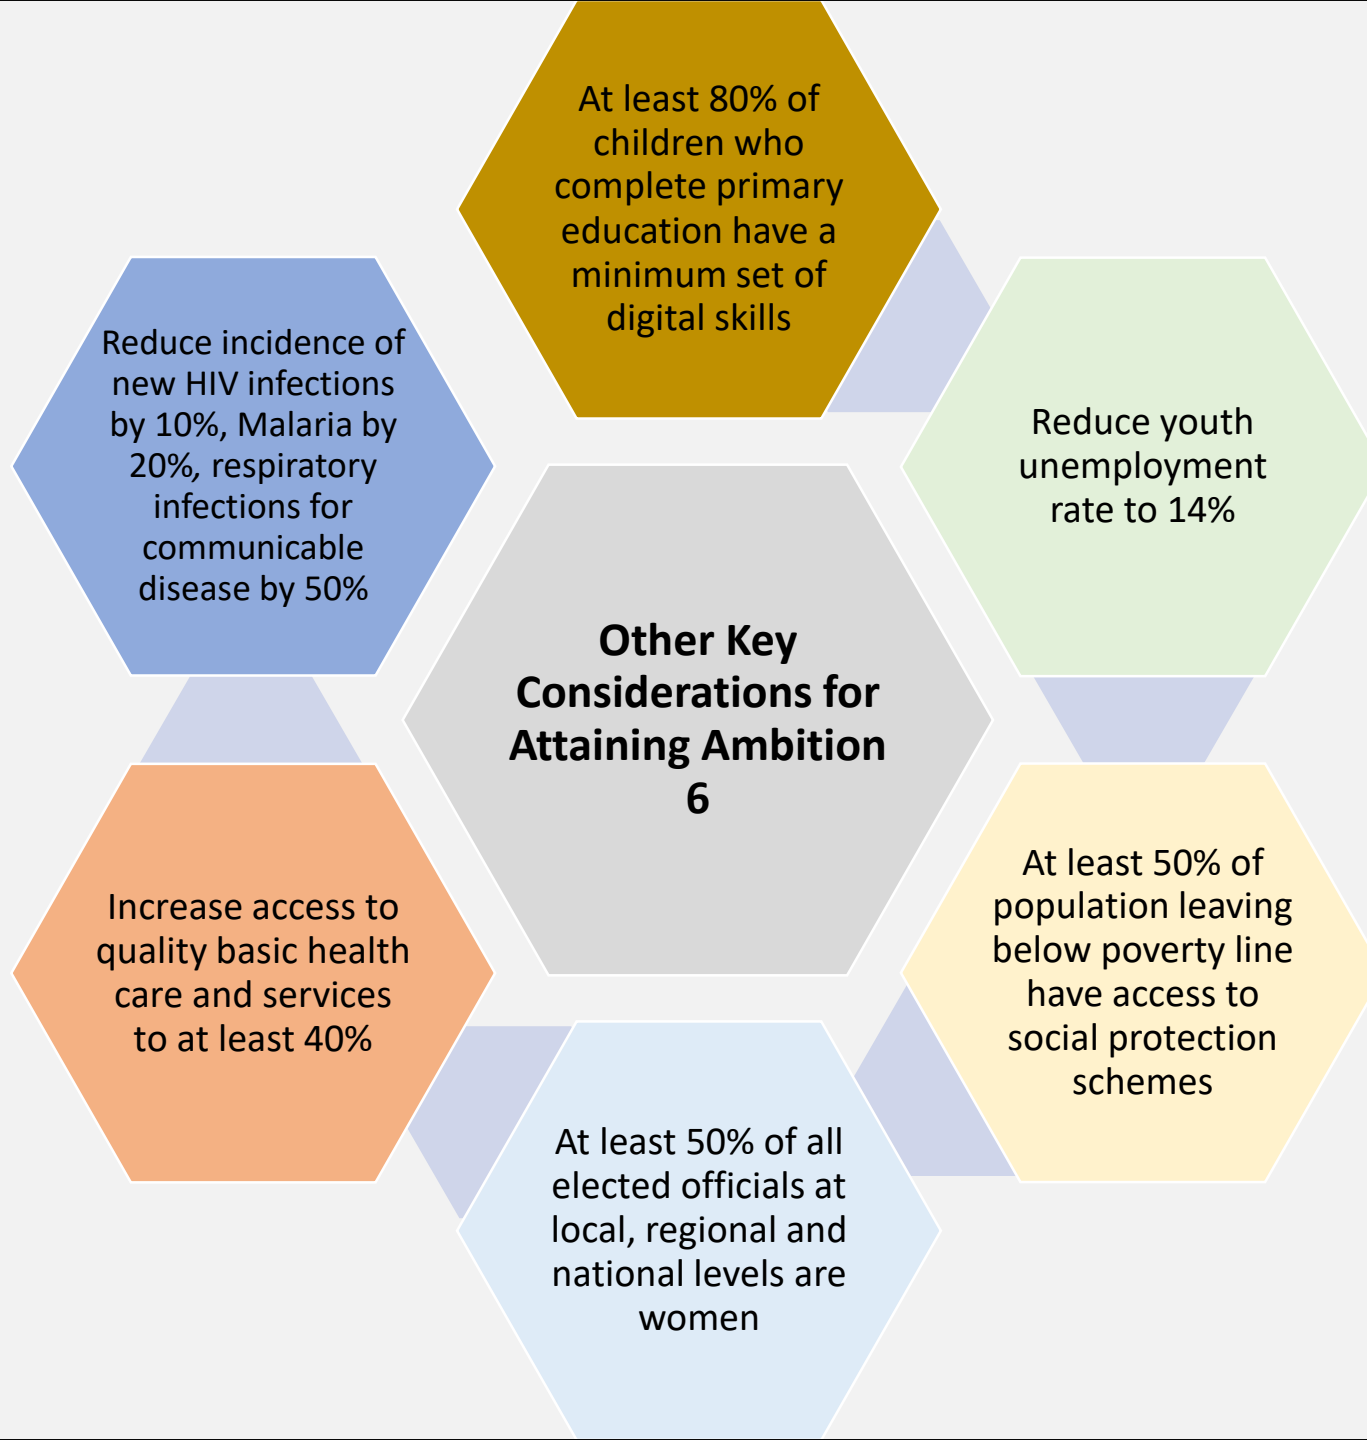 At least 80% of
children who
complete primary
education have a
minimum set of
digital skills
Reduce youth
unemployment
rate to 14%
At least 50% of
population leaving
below poverty line
have access to
social protection
schemes
At least 50% of all
elected officials at
local, regional and
national levels are
women
Increase access to
quality basic health
care and services
to at least 40%
Reduce incidence of
new HIV infections
by 10%, Malaria by
20%, respiratory
infections for
communicable
disease by 50%
Other Key
Considerations for
Attaining Ambition
6